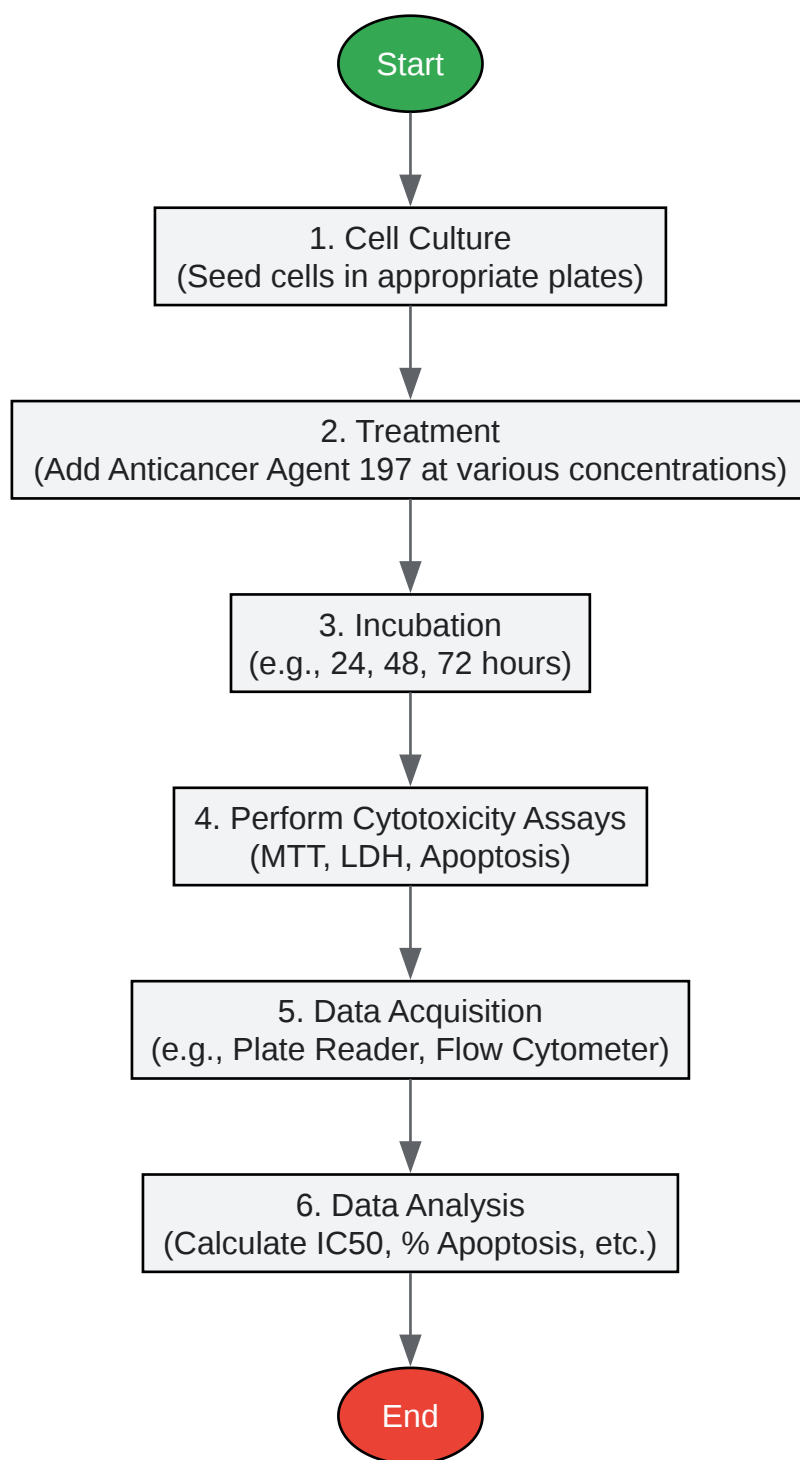 Start
1. Cell Culture
(Seed cells in appropriate plates)
2. Treatment
(Add Anticancer Agent 197 at various concentrations)
3. Incubation
(e.g., 24, 48, 72 hours)
4. Perform Cytotoxicity Assays
(MTT, LDH, Apoptosis)
5. Data Acquisition
(e.g., Plate Reader, Flow Cytometer)
6. Data Analysis
(Calculate IC50, % Apoptosis, etc.)
End